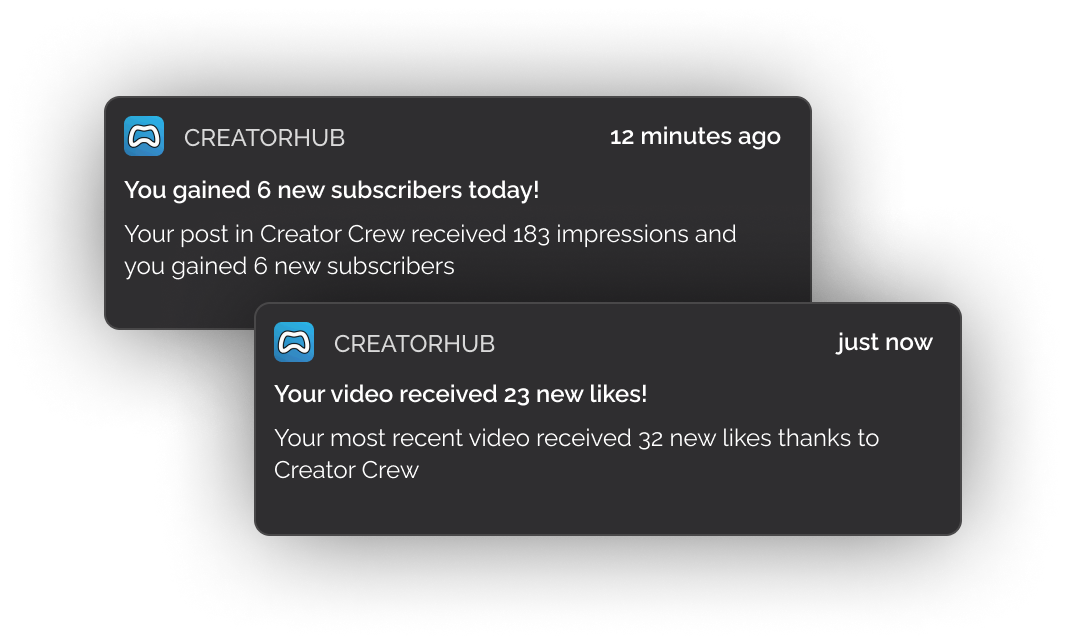 CREATORHUB
12 minutes ago
You gained 6 new subscribers today!
Your post in Creator Crew received 183 impressions and
you gained 6 new subscribers
CREATORHUB
just now
Your video received 23 new likes!
Your most recent video received 32 new likes thanks to
Creator Crew